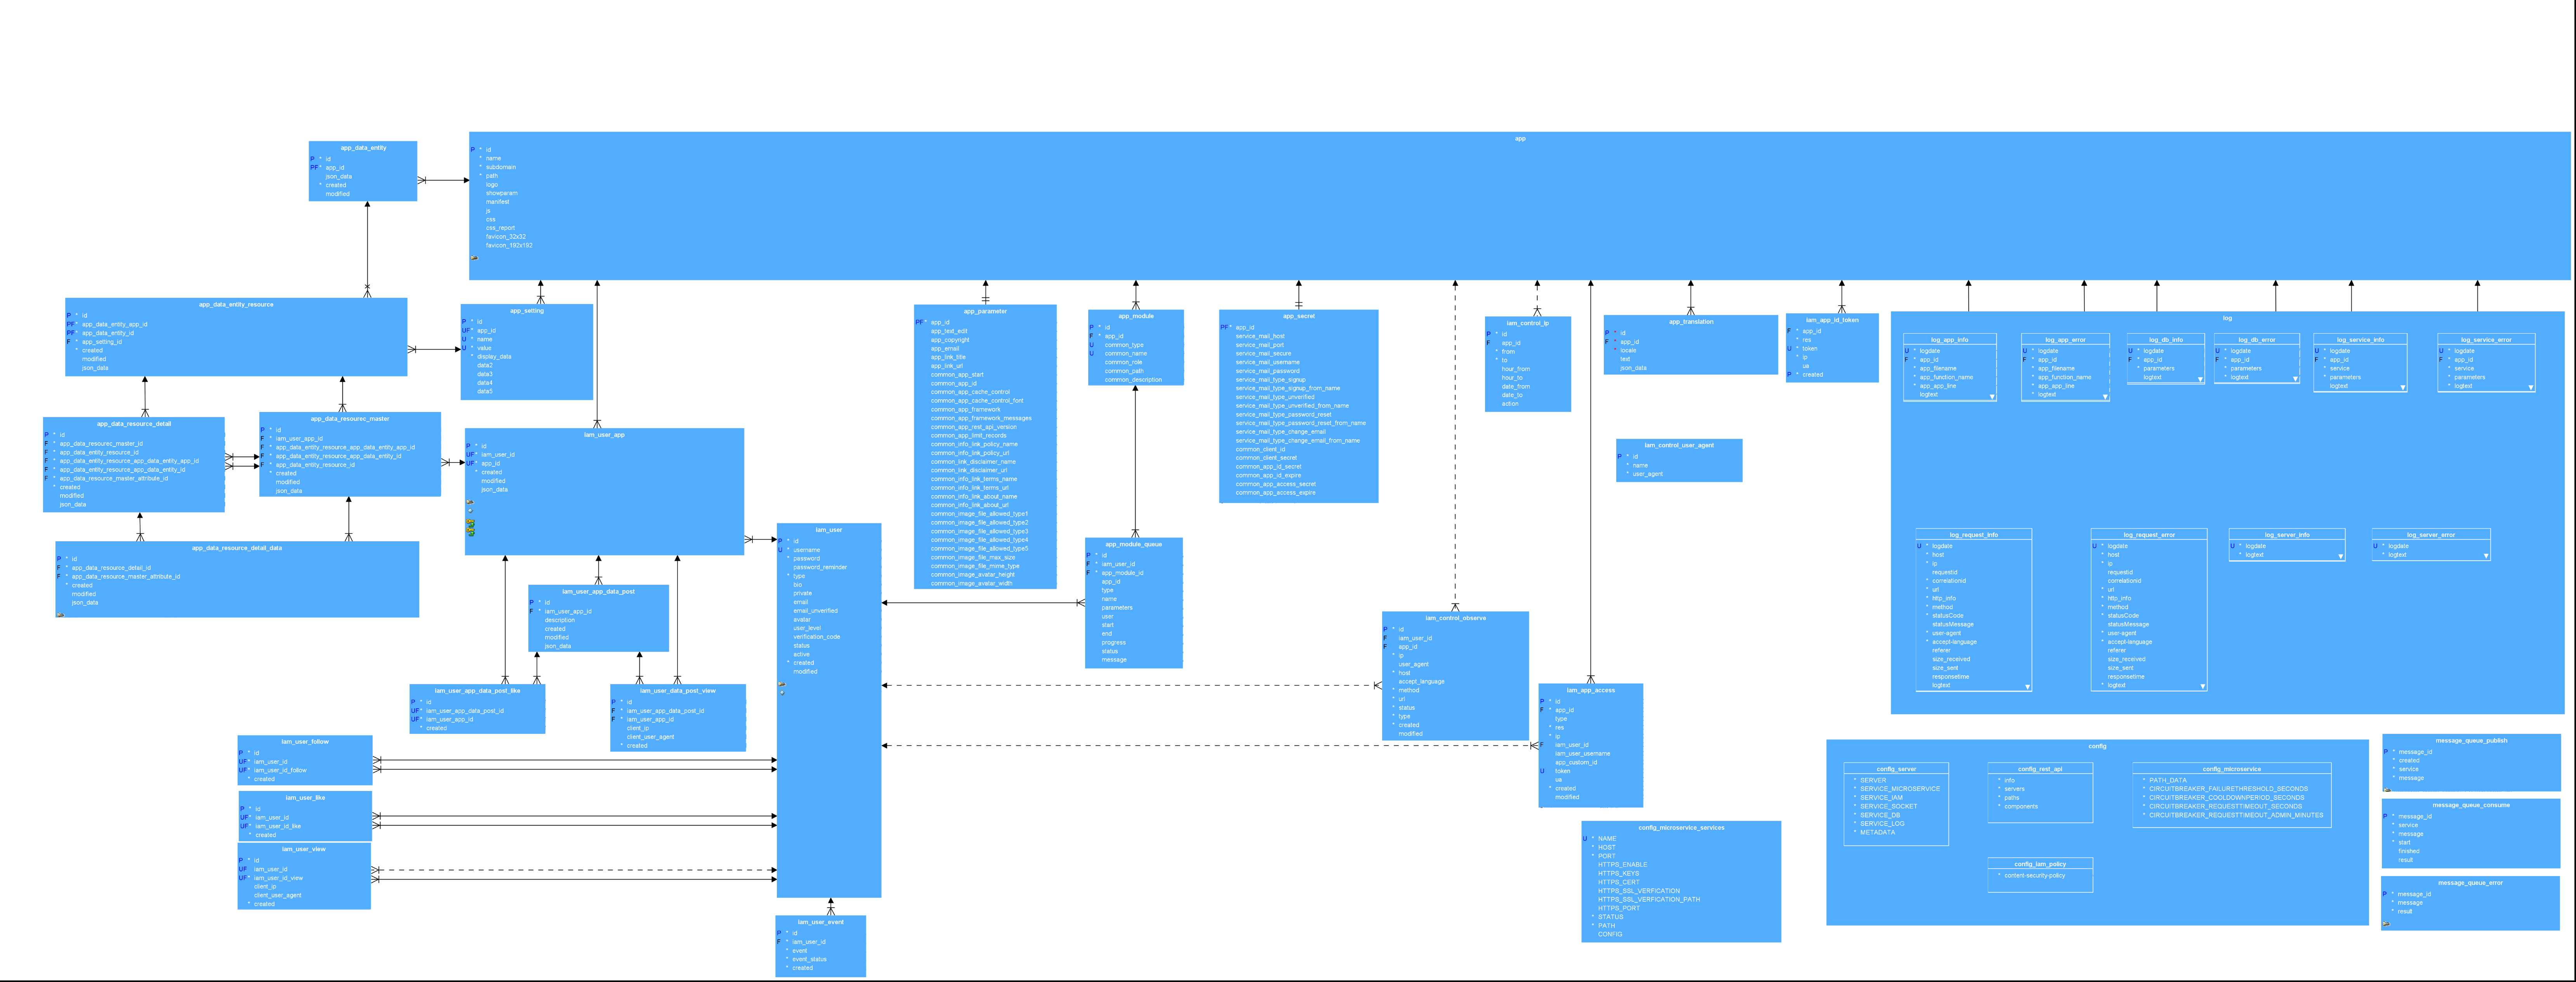 app
P * id
* name
* subdomain
* path
logo
showparam
manifest
js
css
css_report
favicon_32x32
favicon_192x192
app_data_entity
P * id
PF* app_id
json_data
* created
modified
app_data_entity_resource
P * id
PF* app_data_entity_app_id
PF* app_data_entity_id
F * app_setting_id
* created
modified
json_data
app_setting
P * id
UF* app_id
U * name
U * value
* display_data
data2
data3
data4
data5
app_parameter
PF* app_id
app_text_edit
app_copyright
app_email
app_link_title
app_link_url
common_app_start
common_app_id
common_app_cache_control
common_app_cache_control_font
common_app_framework
common_app_framework_messages
common_app_rest_api_version
common_app_limit_records
common_info_link_policy_name
common_info_link_policy_url
common_link_disclaimer_name
common_link_disclaimer_url
common_info_link_terms_name
common_info_link_terms_url
common_info_link_about_name
common_info_link_about_url
common_image_file_allowed_type1
common_image_file_allowed_type2
common_image_file_allowed_type3
common_image_file_allowed_type4
common_image_file_allowed_type5
common_image_file_max_size
common_image_file_mime_type
common_image_avatar_height
common_image_avatar_width
app_module
P * id
F * app_id
U common_type
U common_name
common_role
common_path
common_description
app_secret
PF* app_id
service_mail_host
service_mail_port
service_mail_secure
service_mail_username
service_mail_password
service_mail_type_signup
service_mail_type_signup_from_name
service_mail_type_unverified
service_mail_type_unverified_from_name
service_mail_type_password_reset
service_mail_type_password_reset_from_name
service_mail_type_change_email
service_mail_type_change_email_from_name
common_client_id
common_client_secret
common_app_id_secret
common_app_id_expire
common_app_access_secret
common_app_access_expire
iam_control_ip
P * id
F app_id
* from
* to
hour_from
hour_to
date_from
date_to
action
app_translation
P * id
F * app_id
* locale
text
json_data
iam_app_id_token
F * app_id
* res
U * token
* ip
ua
P * created
log
log_app_info
U * logdate
F * app_id
* app_filename
* app_function_name
* app_app_line
logtext
log_app_error
U * logdate
F * app_id
* app_filename
* app_function_name
* app_app_line
* logtext
log_db_info
U * logdate
F * app_id
* parameters
logtext
log_db_error
U * logdate
F * app_id
* parameters
* logtext
log_service_info
U * logdate
F * app_id
* service
* parameters
logtext
log_service_error
U * logdate
F * app_id
* service
* parameters
* logtext
log_request_info
U * logdate
* host
* ip
requestid
* correlationid
* url
* http_info
* method
* statusCode
statusMessage
* user-agent
* accept-language
referer
size_received
size_sent
responsetime
logtext
log_request_error
U * logdate
* host
* ip
requestid
correlationid
* url
* http_info
* method
* statusCode
statusMessage
* user-agent
* accept-language
referer
size_received
size_sent
responsetime
* logtext
log_server_info
U * logdate
* logtext
log_server_error
U * logdate
* logtext
app_data_resource_detail
P * id
F * app_data_resourec_master_id
F * app_data_entity_resource_id
F * app_data_entity_resource_app_data_entity_app_id
F * app_data_entity_resource_app_data_entity_id
F * app_data_resource_master_attribute_id
* created
modified
json_data
app_data_resourec_master
P * id
F * iam_user_app_id
F * app_data_entity_resource_app_data_entity_app_id
F * app_data_entity_resource_app_data_entity_id
F * app_data_entity_resource_id
* created
modified
json_data
iam_user_app
P * id
UF* iam_user_id
UF* app_id
created
modified
json_data
iam_control_user_agent
P * id
* name
* user_agent
app_data_resource_detail_data
P * id
F * app_data_resource_detail_id
F * app_data_resource_master_attribute_id
* created
modified
json_data
iam_user
P * id
U * username
* password
password_reminder
* type
bio
private
email
email_unverified
avatar
user_level
verification_code
status
active
* created
modified
app_module_queue
P * id
F * iam_user_id
F * app_module_id
app_id
type
name
parameters
user
start
end
progress
status
message
iam_user_app_data_post
P * id
F * iam_user_app_id
description
created
modified
json_data
iam_control_observe
P * id
F iam_user_id
F app_id
* ip
user_agent
* host
accept_language
* method
* url
* status
* type
* created
modified
iam_user_app_data_post_like
P * id
UF* iam_user_app_data_post_id
UF* iam_user_app_id
* created
iam_user_data_post_view
P * id
F * iam_user_app_data_post_id
F * iam_user_app_id
client_ip
client_user_agent
* created
iam_app_access
P * id
F * app_id
type
* res
* ip
F iam_user_id
iam_user_username
app_custom_id
U token
ua
* created
modified
iam_user_follow
P * id
UF* iam_user_id
UF* iam_user_id_follow
* created
iam_user_like
P * id
UF* iam_user_id
UF* iam_user_id_like
* created
iam_user_view
P * id
UF iam_user_id
UF* iam_user_id_view
client_ip
client_user_agent
* created
iam_user_event
P * id
F * iam_user_id
* event
* event_status
* created
config_microservice_services
U * NAME
* HOST
* PORT
HTTPS_ENABLE
HTTPS_KEYS
HTTPS_CERT
HTTPS_SSL_VERFICATION
HTTPS_SSL_VERFICATION_PATH
HTTPS_PORT
* STATUS
* PATH
CONFIG
config
config_server
* SERVER
* SERVICE_MICROSERVICE
* SERVICE_IAM
* SERVICE_SOCKET
* SERVICE_DB
* SERVICE_LOG
* METADATA
config_rest_api
* info
* servers
* paths
* components
config_microservice
* PATH_DATA
* CIRCUITBREAKER_FAILURETHRESHOLD_SECONDS
* CIRCUITBREAKER_COOLDOWNPERIOD_SECONDS
* CIRCUITBREAKER_REQUESTTIMEOUT_SECONDS
* CIRCUITBREAKER_REQUESTTIMEOUT_ADMIN_MINUTES
config_iam_policy
* content-security-policy
message_queue_publish
P * message_id
* created
* service
* message
message_queue_consume
P * message_id
* service
* message
* start
finished
result
message_queue_error
P * message_id
* message
* result